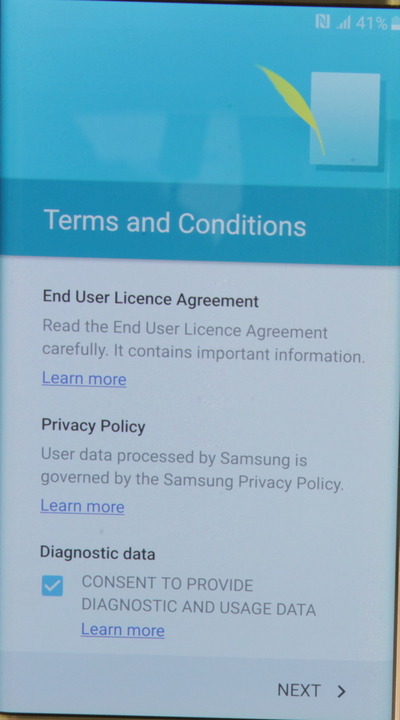 41%
Terms and Conditions
End User Licence Agreement
Read the End User Licence Agreement
carefully. It contains important information.
Learn more
Privacy Policy
User data processed by Samsung is
governed by the Samsung Privacy Policy.
Learn more
Diagnostic data
CONSENT TO PROVIDE
DIAGNOSTIC AND USAGE DATA
Learn more
NEXT